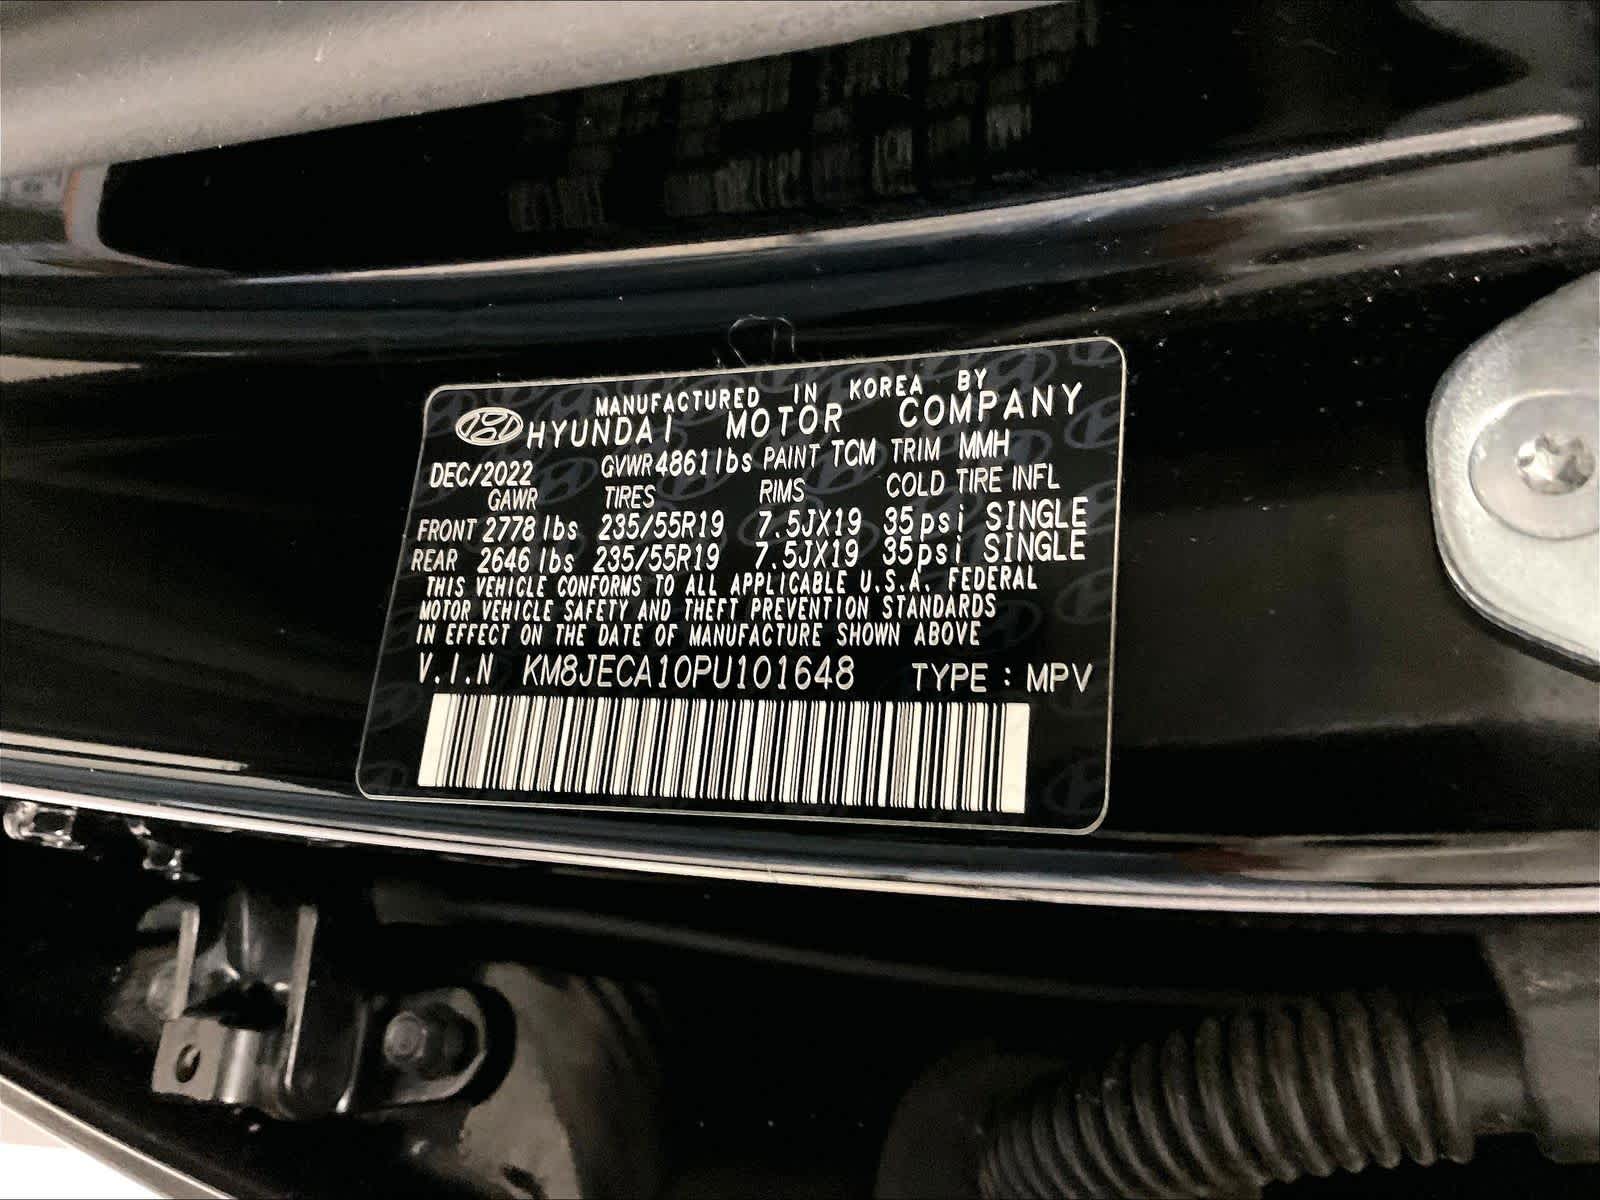 MANUFACTURED IN KOREA BY
HYUNDAI MOTOR COMPANY
DEC/2022 GVWR 4861 lbs PAINT TCM TRIM MMH
GAWR TIRES RIMS COLD TIRE INFL
FRONT 2778 lbs 235/55R19 7.5JX19 35psi SINGLE
REAR 2646 lbs 235/55R19 7.5JX19 35psi SINGLE
THIS VEHICLE CONFORMS TO ALL APPLICABLE U.S.A. FEDERAL
MOTOR VEHICLE SAFETY AND THEFT PREVENTION STANDARDS
IN EFFECT ON THE DATE OF MANUFACTURE SHOWN ABOVE
V.I.N KM8JECA10PU101648 TYPE : MPV